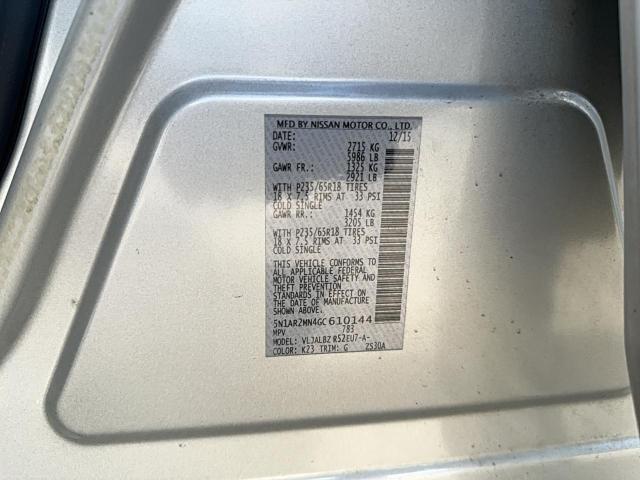 MFD BY NISSAN MOTOR CO., LTD.
DATE: 12/15
GVWR: 2715 KG
5986 LB
GAWR FR.: 1325 KG
2921 LB
WITH P235/65R18 TIRES
18 X 7.5 RIMS AT 33 PSI
COLD SINGLE
GAWR RR.: 1454 KG
3205 LB
WITH P235/65R18 TIRES
18 X 7.5 RIMS AT 33 PSI
COLD SINGLE
THIS VEHICLE CONFORMS TO
ALL APPLICABLE FEDERAL
MOTOR VEHICLE SAFETY AND
THEFT PREVENTION
STANDARDS IN EFFECT ON
THE DATE OF MANUFACTURE
SHOWN ABOVE.
5N1AR2MN4GC610144
MPV 783
MODEL: VLJALBZ R52EU7-A-
COLOR: K23 TRIM: G ZS30A